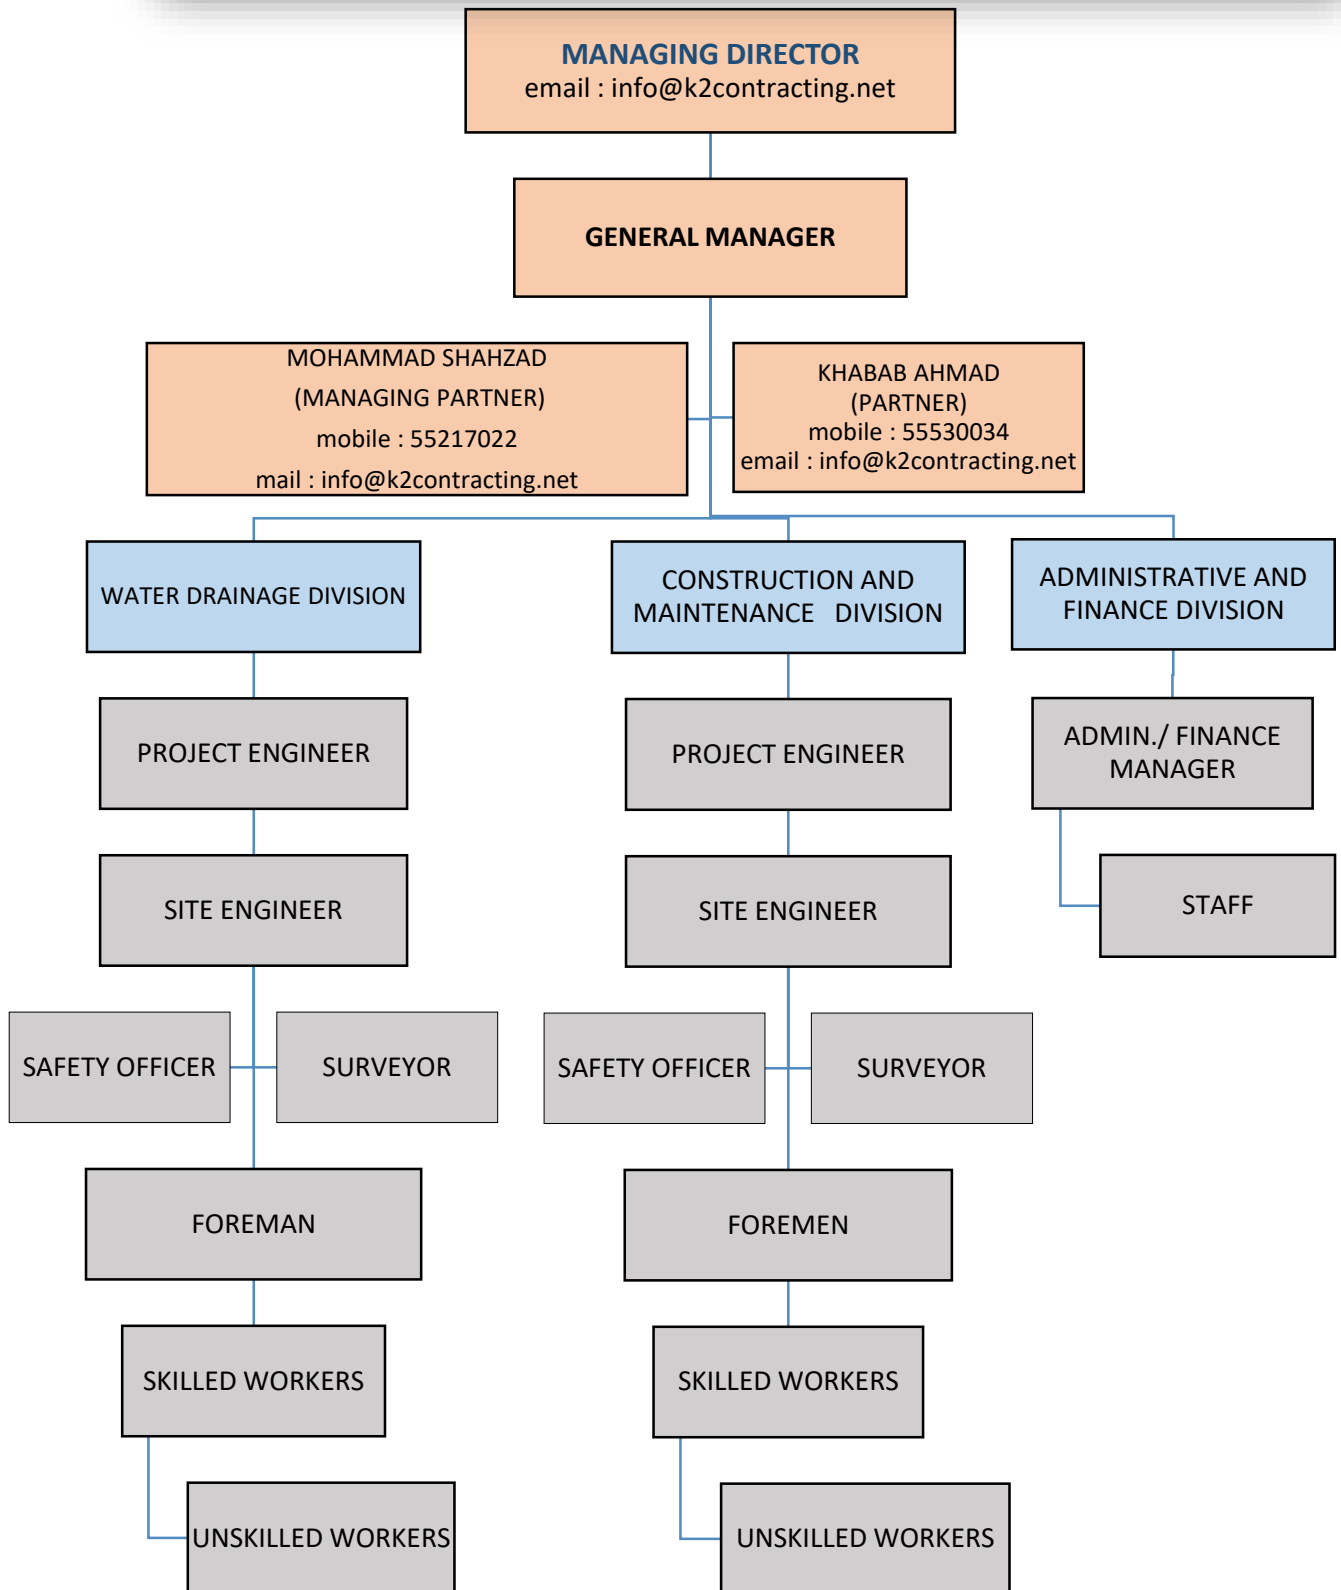 MANAGING DIRECTOR
email : info@k2contracting.net
GENERAL MANAGER
MOHAMMAD SHAHZAD
(MANAGING PARTNER)
mobile : 55217022
mail : info@k2contracting.net
KHABAB AHMAD
(PARTNER)
mobile : 55530034
email : info@k2contracting.net
WATER DRAINAGE DIVISION
CONSTRUCTION AND
MAINTENANCE DIVISION
ADMINISTRATIVE AND
FINANCE DIVISION
PROJECT ENGINEER
PROJECT ENGINEER
ADMIN./ FINANCE
MANAGER
SITE ENGINEER
SITE ENGINEER
STAFF
SAFETY OFFICER
SURVEYOR
SAFETY OFFICER
SURVEYOR
FOREMAN
FOREMEN
SKILLED WORKERS
SKILLED WORKERS
UNSKILLED WORKERS
UNSKILLED WORKERS